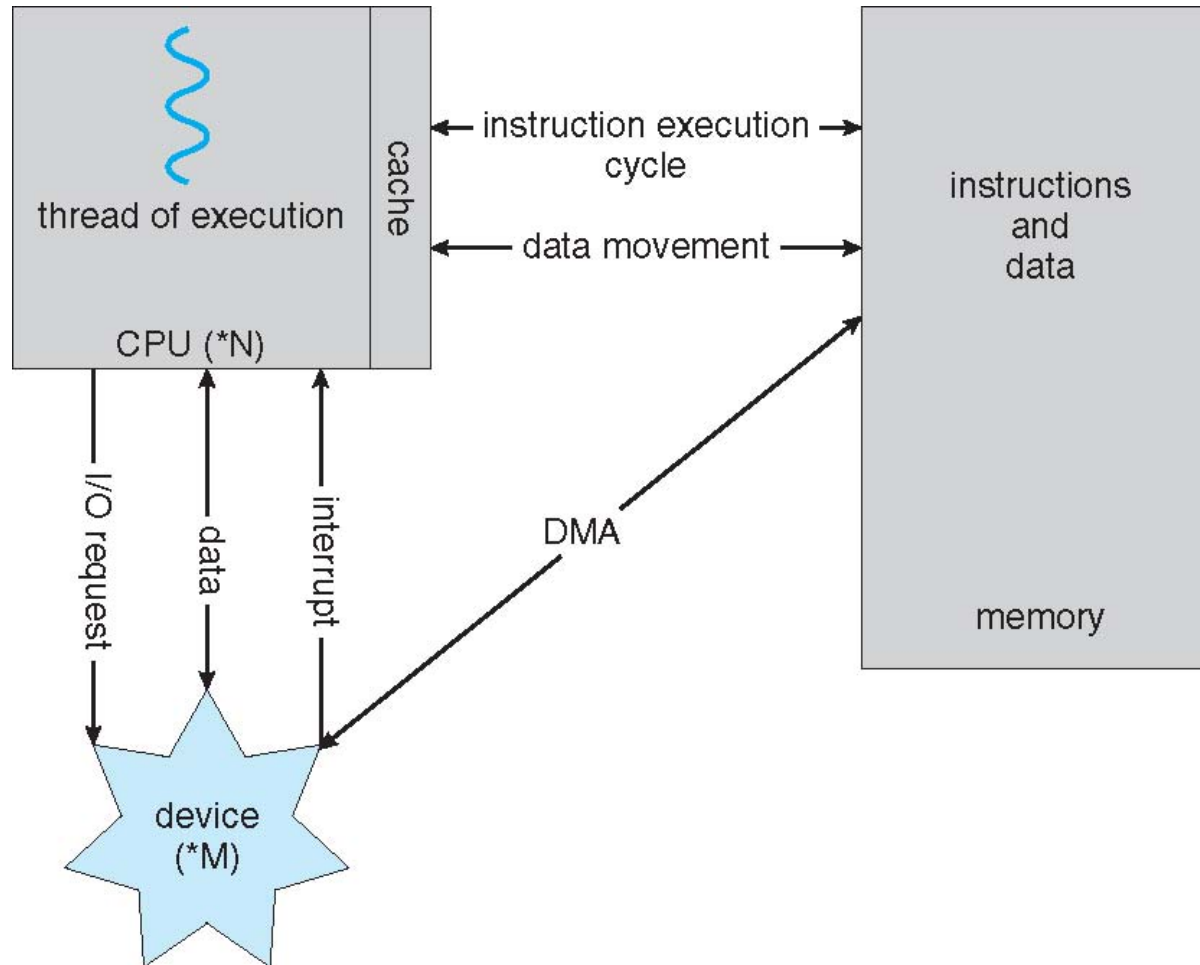 thread of execution
CPU (*N)
cache
instruction execution
cycle
data movement
instructions
and
data
memory
I/O request
data
interrupt
DMA
device
(*M)